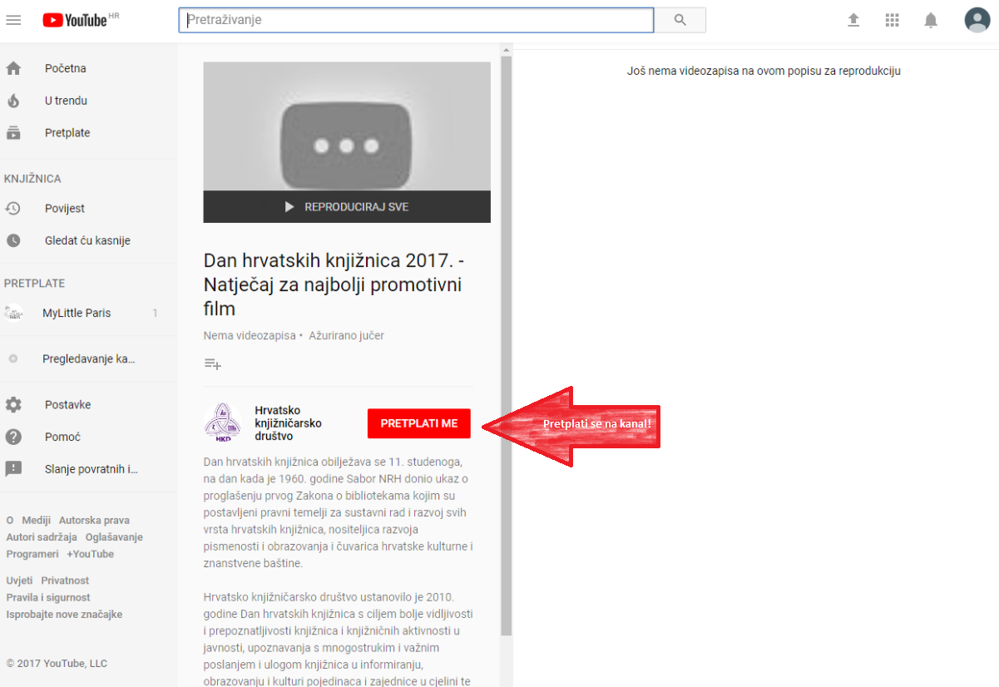 YouTube HR
Pretraživanje
Početna
U trendu
Pretplate
KNJIŽNICA
Povijest
Gledat ću kasnije
PRETPLATE
MyLittle Paris 1
Pregledavanje ka...
Postavke
Pomoć
Slanje povratnih i...
O Mediji Autorska prava
Autori sadržaja Oglašavanje
Programeri +YouTube
Uvjeti Privatnost
Pravila i sigurnost
Isprobajte nove značajke
© 2017 YouTube, LLC
REPRODUCIRAJ SVE
Dan hrvatskih knjižnica 2017. -
Natječaj za najbolji promotivni
film
Nema videozapisa • Ažurirano jučer
HKD
Hrvatsko
knjižničarsko
društvo
PRETPLATI ME
Pretplati se na kanal!
Dan hrvatskih knjižnica obilježava se 11. studenoga,
na dan kada je 1960. godine Sabor NRH donio ukaz o
proglašenju prvog Zakona o bibliotekama kojim su
postavljeni pravni temelji za sustavni rad i razvoj svih
vrsta hrvatskih knjižnica, nositeljica razvoja
pismenosti i obrazovanja i čuvarica hrvatske kulturne i
znanstvene baštine.
Hrvatsko knjižničarsko društvo ustanovilo je 2010.
godine Dan hrvatskih knjižnica s ciljem bolje vidljivosti
i prepoznatljivosti knjižnica i knjižničnih aktivnosti u
javnosti, upoznavanja s mnogostrukim i važnim
poslanjem i ulogom knjižnica u informiranju,
obrazovanju i kulturi pojedinaca i zajednice u cjelini te
Još nema videozapisa na ovom popisu za reprodukciju